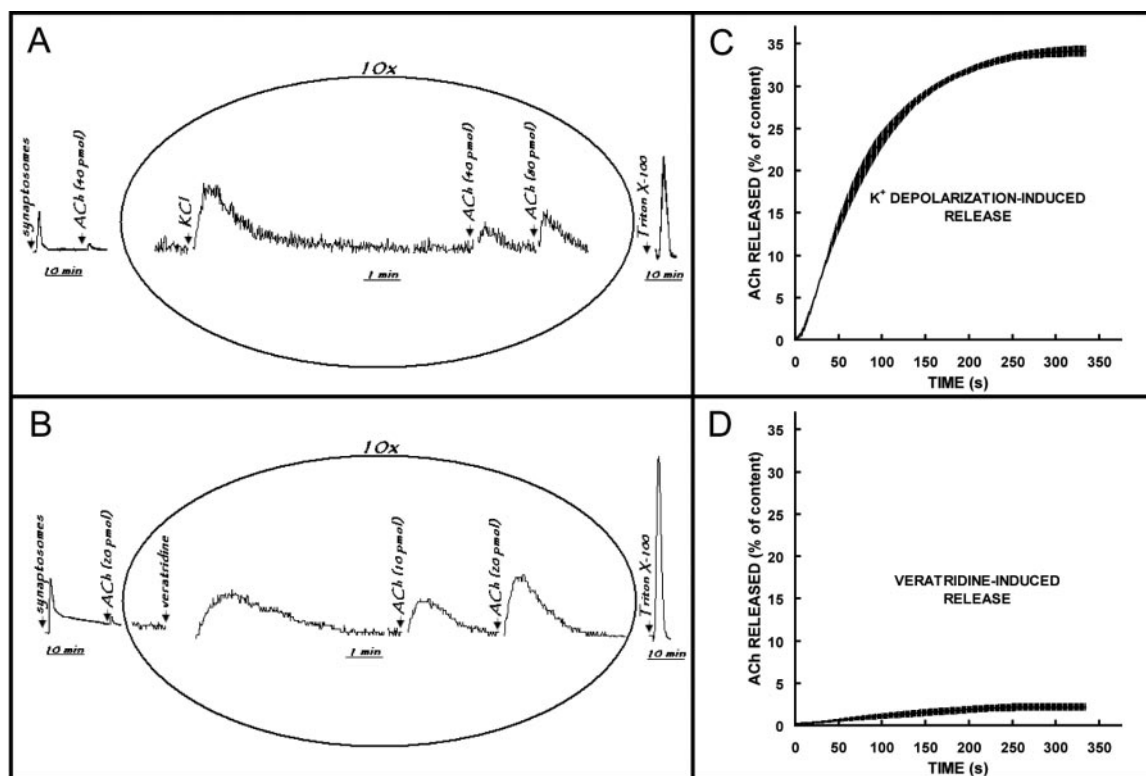 A
10x
synaptosomes
ACh (40 pmol)
KCl
ACh (40 pmol)
ACh (80 pmol)
Triton X-100
10 min
1 min
10 min
B
10x
synaptosomes
ACh (20 pmol)
veratridine
ACh (10 pmol)
ACh (20 pmol)
Triton X-100
10 min
1 min
10 min
C
ACh RELEASED (% of content)
35
30
25
20
15
10
5
0
K+ DEPOLARIZATION-INDUCED
RELEASE
0 50 100 150 200 250 300 350
TIME (s)
D
ACh RELEASED (% of content)
35
30
25
20
15
10
5
0
VERATRIDINE-INDUCED
RELEASE
0 50 100 150 200 250 300 350
TIME (s)